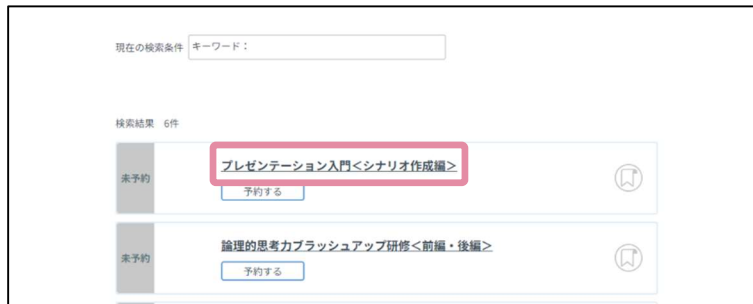 現在の検索条件 キーワード：
検索結果 6件
未予約
プレゼンテーション入門<シナリオ作成編>
予約する
未予約
論理的思考力ブラッシュアップ研修<前編・後編>
予約する